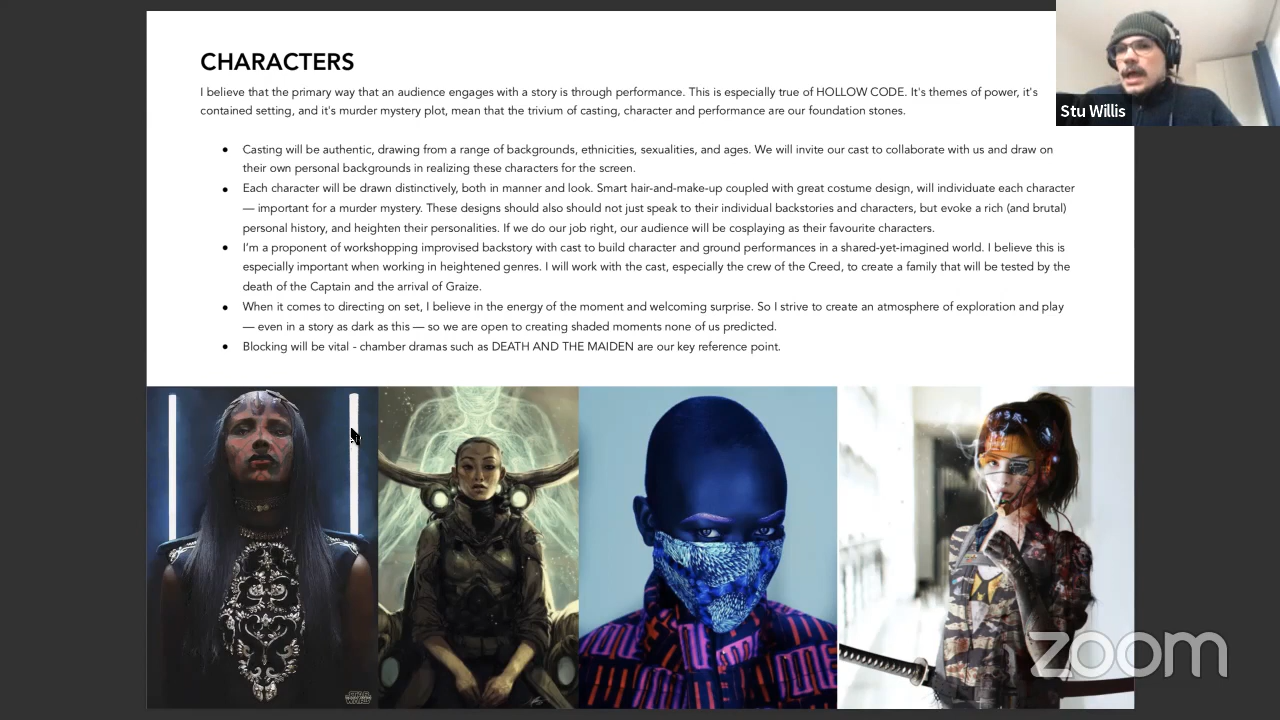 CHARACTERS
I believe that the primary way that an audience engages with a story is through performance. This is especially true of HOLLOW CODE. It's themes of power, it's
contained setting, and it's murder mystery plot, mean that the trivium of casting, character and performance are our foundation stones.
Stu Willis
• Casting will be authentic, drawing from a range of backgrounds, ethnicities, sexualities, and ages. We will invite our cast to collaborate with us and draw on
their own personal backgrounds in realizing these characters for the screen.
• Each character will be drawn distinctively, both in manner and look. Smart hair-and-make-up coupled with great costume design, will individuate each character
— important for a murder mystery. These designs should also should not just speak to their individual backstories and characters, but evoke a rich (and brutal)
personal history, and heighten their personalities. If we do our job right, our audience will be cosplaying as their favourite characters.
• I'm a proponent of workshopping improvised backstory with cast to build character and ground performances in a shared-yet-imagined world. I believe this is
especially important when working in heightened genres. I will work with the cast, especially the crew of the Creed, to create a family that will be tested by the
death of the Captain and the arrival of Graize.
• When it comes to directing on set, I believe in the energy of the moment and welcoming surprise. So I strive to create an atmosphere of exploration and play
— even in a story as dark as this — so we are open to creating shaded moments none of us predicted.
• Blocking will be vital - chamber dramas such as DEATH AND THE MAIDEN are our key reference point.
STAR
WARS
zoom